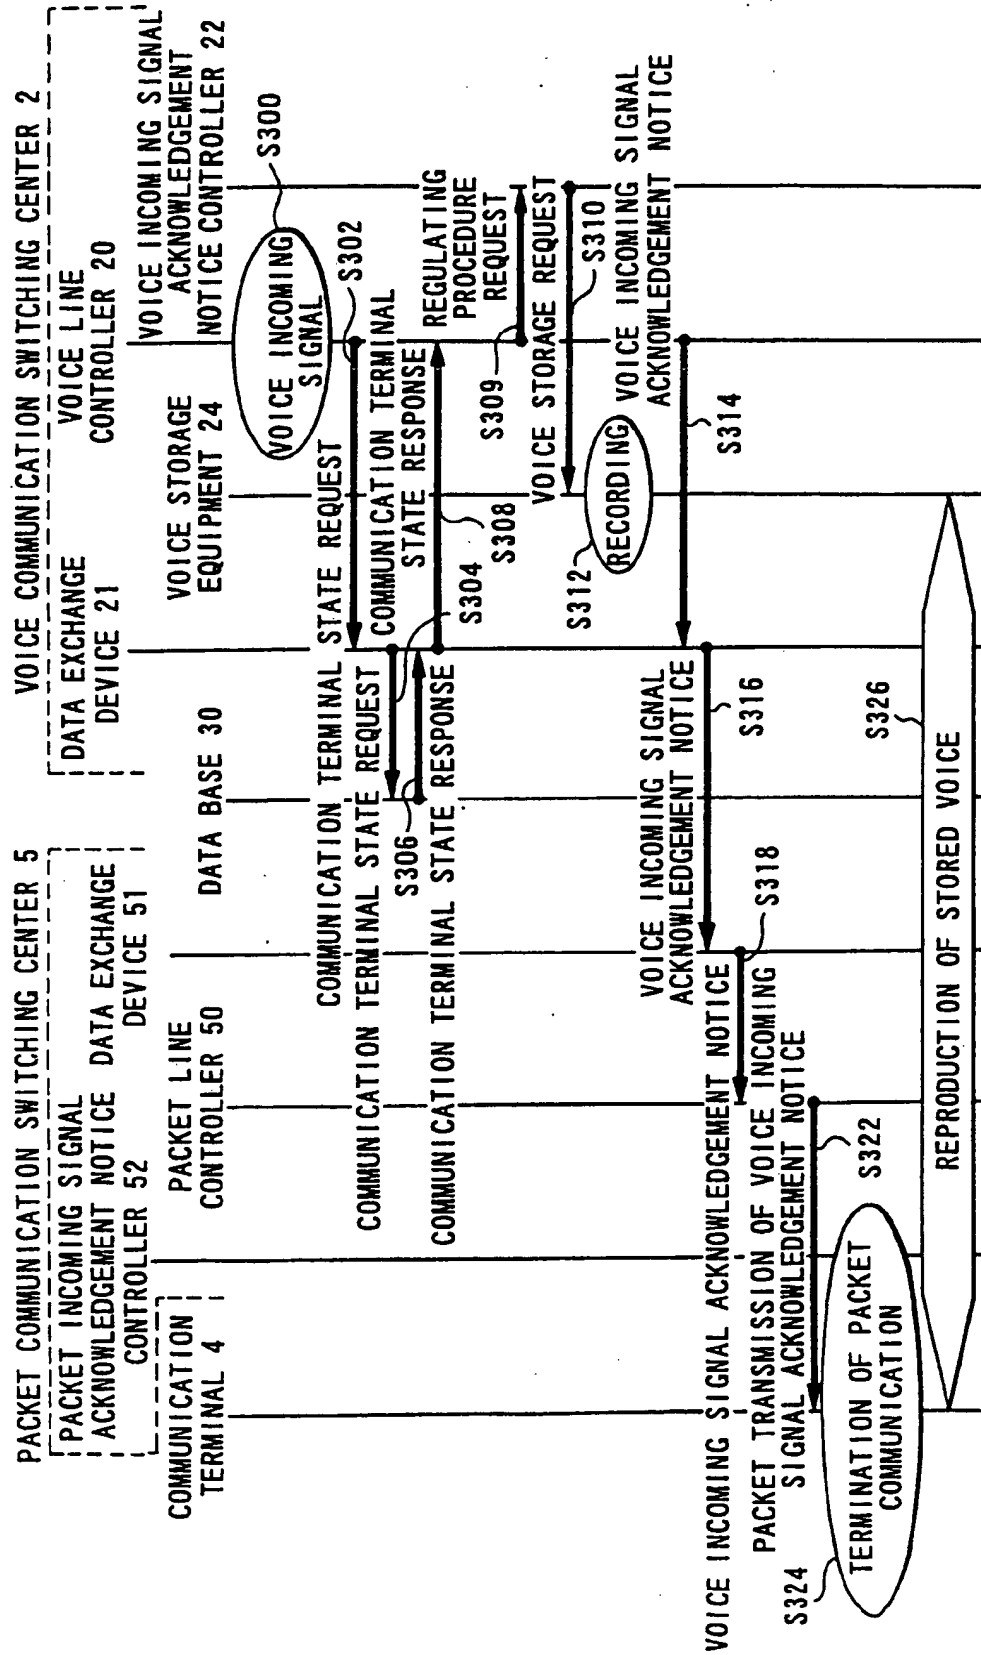 PACKET COMMUNICATION SWITCHING CENTER 5
VOICE COMMUNICATION SWITCHING CENTER 2
PACKET INCOMING SIGNAL
ACKNOWLEDGEMENT NOTICE
CONTROLLER 52
DATA EXCHANGE
DEVICE 51
DATA EXCHANGE
DEVICE 21
VOICE LINE
CONTROLLER 20
VOICE INCOMING SIGNAL
ACKNOWLEDGEMENT
NOTICE CONTROLLER 22
COMMUNICATION
TERMINAL 4
PACKET LINE
CONTROLLER 50
DATA BASE 30
VOICE STORAGE
EQUIPMENT 24
VOICE INCOMING
SIGNAL
S300
COMMUNICATION TERMINAL STATE REQUEST
S302
COMMUNICATION TERMINAL STATE REQUEST
S304
S306
COMMUNICATION TERMINAL STATE RESPONSE
COMMUNICATION TERMINAL
STATE RESPONSE
S308
REGULATING
PROCEDURE
REQUEST
S309
VOICE STORAGE REQUEST
S310
S312
RECORDING
VOICE INCOMING SIGNAL
ACKNOWLEDGEMENT NOTICE
S314
VOICE INCOMING SIGNAL
ACKNOWLEDGEMENT NOTICE
S316
VOICE INCOMING SIGNAL ACKNOWLEDGEMENT NOTICE
S318
PACKET TRANSMISSION OF VOICE INCOMING
SIGNAL ACKNOWLEDGEMENT NOTICE
S322
S324
TERMINATION OF PACKET
COMMUNICATION
S326
REPRODUCTION OF STORED VOICE